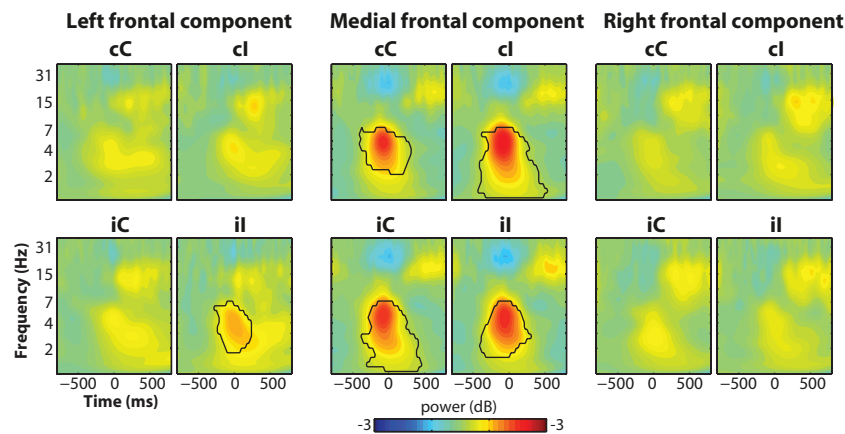 Left frontal component Medial frontal component Right frontal component
cC cI cC cI cC cI
31
15
7
4
2
iC iI iC iI iC iI
31
15
7
4
2
Frequency (Hz)
−500 0 500 −500 0 500 −500 0 500 −500 0 500 −500 0 500 −500 0 500
Time (ms)
power (dB)
-3 -3